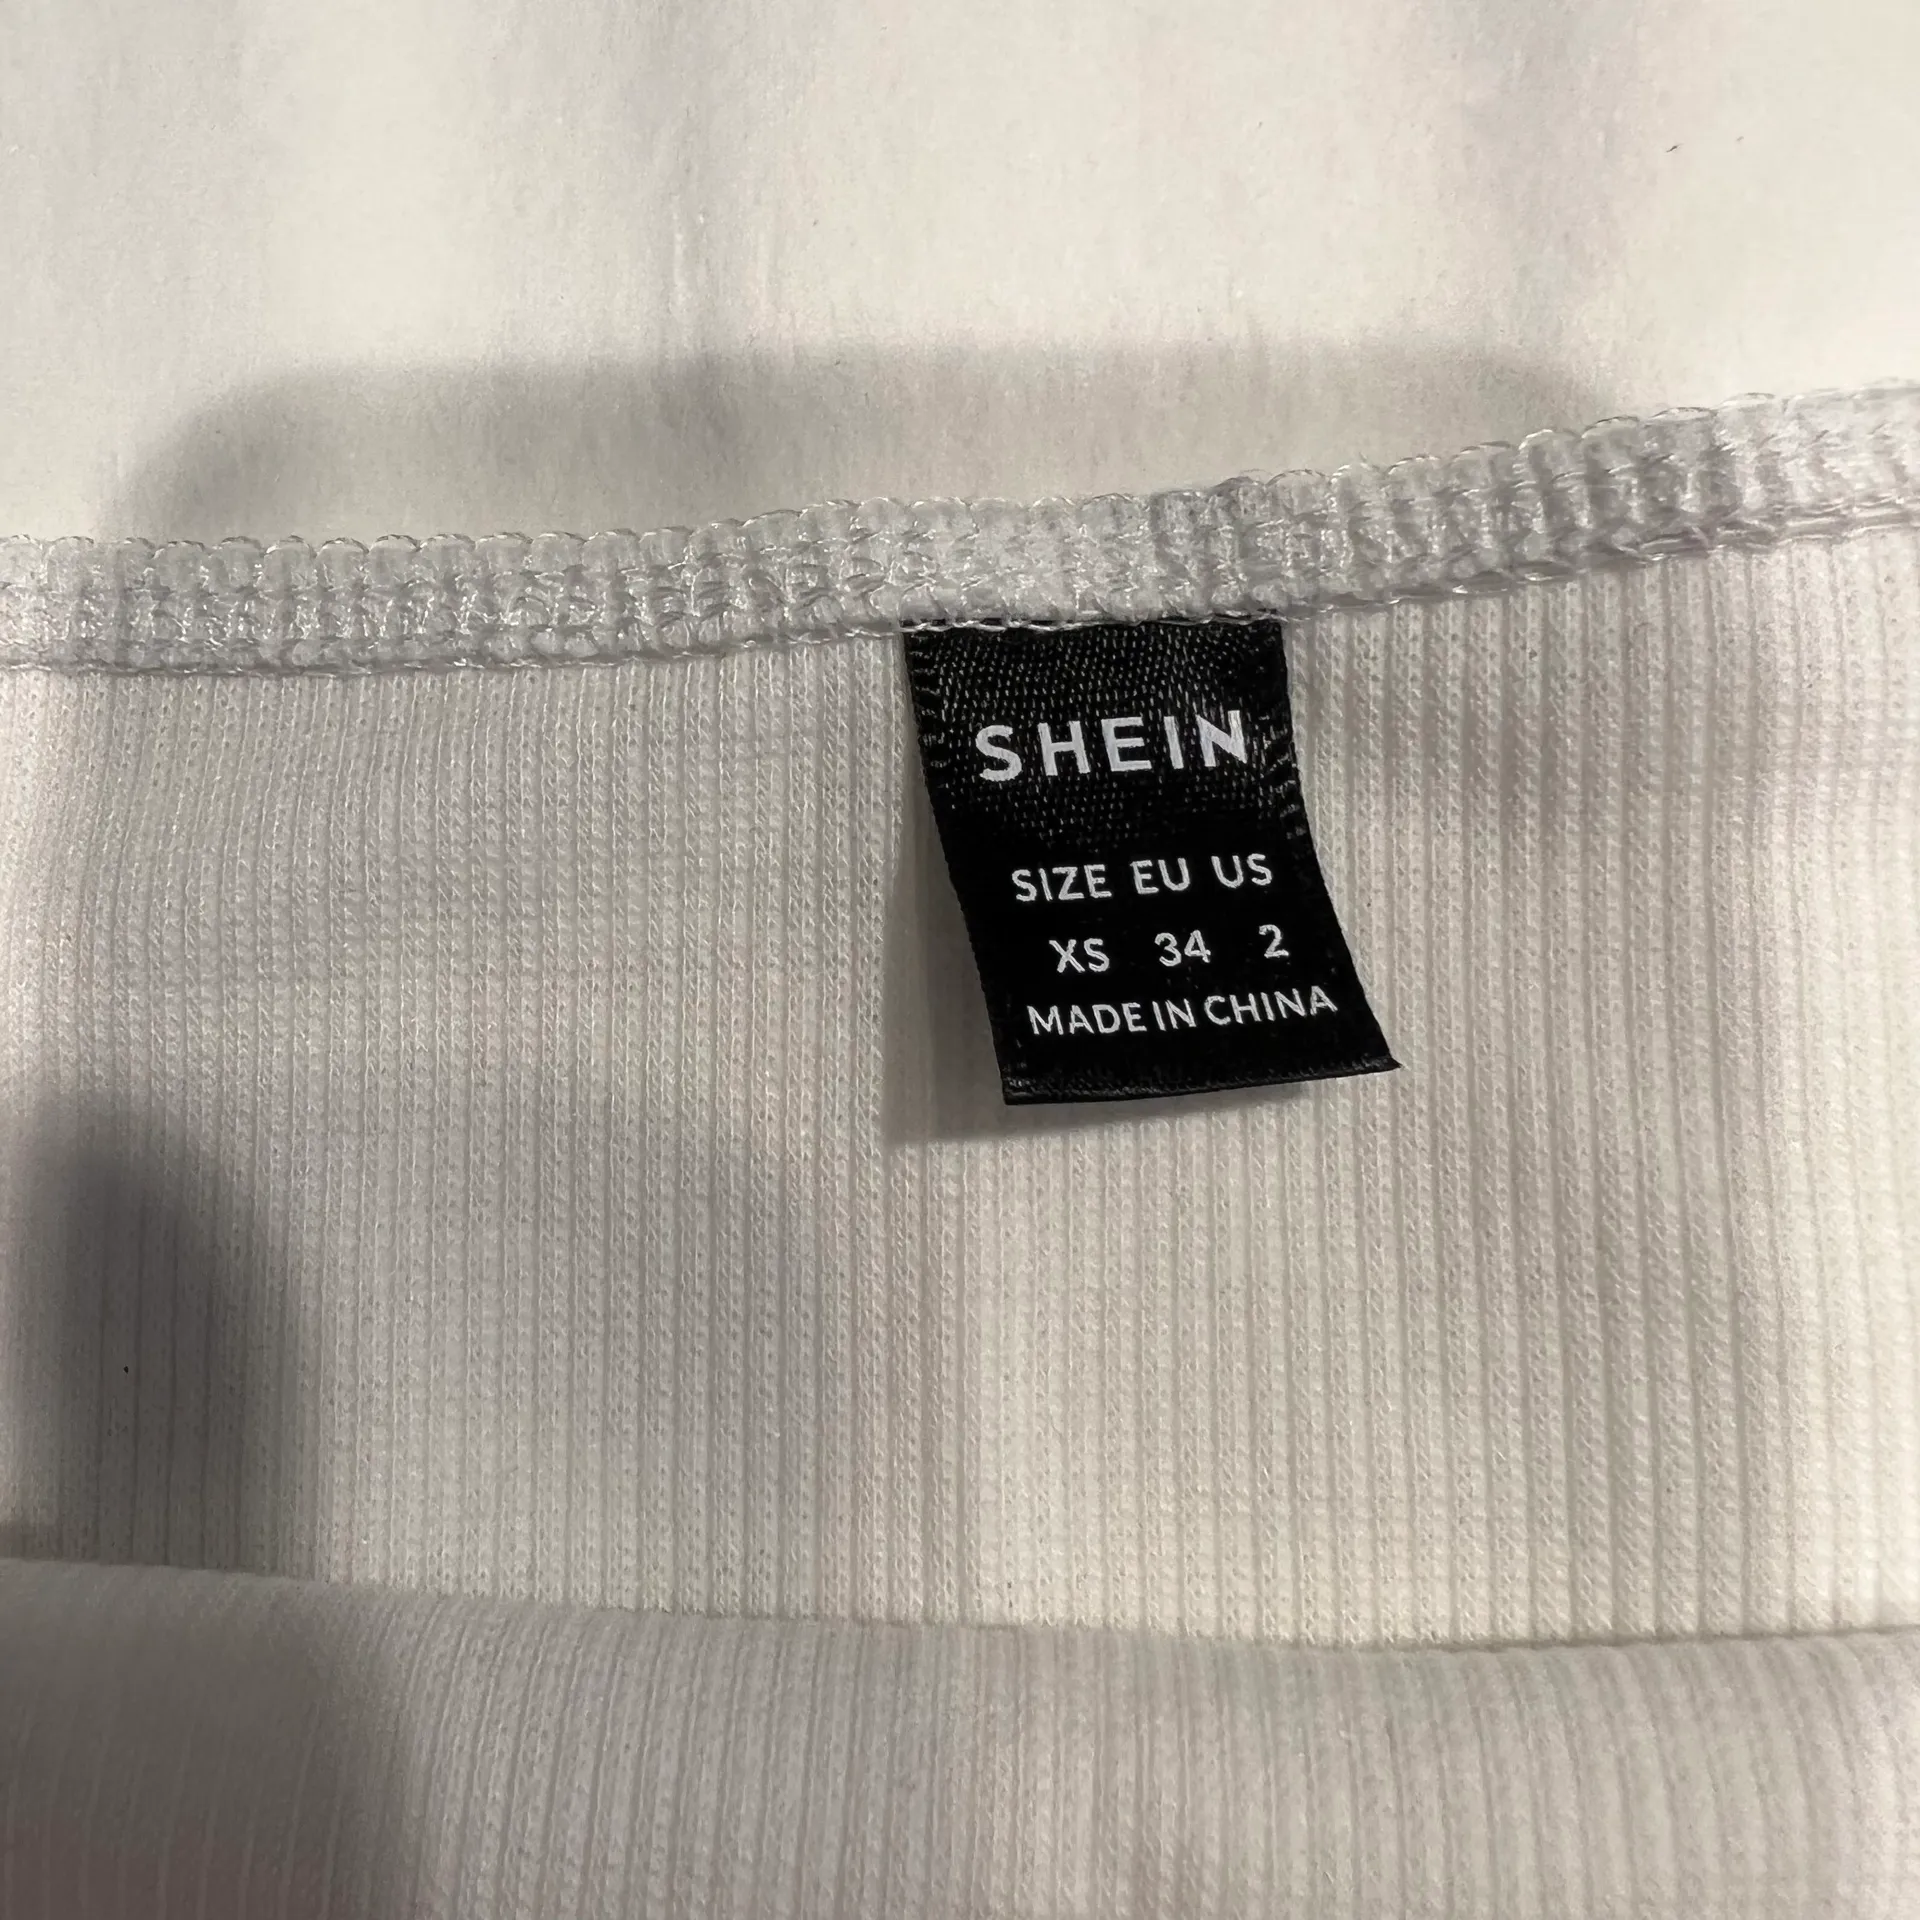 SHEIN
SIZE EU US
XS 34 2
MADE IN CHINA